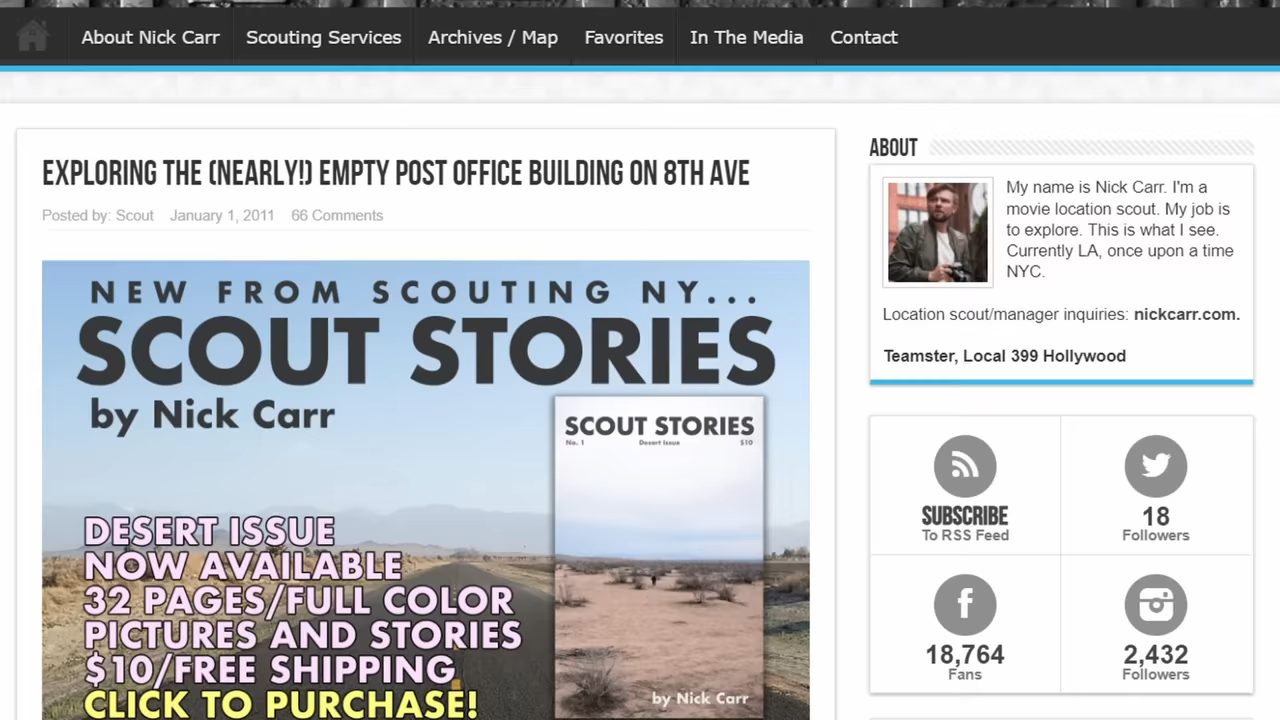 About Nick Carr
Scouting Services
Archives / Map
Favorites
In The Media
Contact
EXPLORING THE (NEARLY!) EMPTY POST OFFICE BUILDING ON 8TH AVE
Posted by: Scout January 1, 2011 66 Comments
NEW FROM SCOUTING NY...
SCOUT STORIES
by Nick Carr
DESERT ISSUE
NOW AVAILABLE
32 PAGES/FULL COLOR
PICTURES AND STORIES
$10/FREE SHIPPING
CLICK TO PURCHASE!
SCOUT STORIES
No. 1 Desert Issue $10
by Nick Carr
ABOUT
My name is Nick Carr. I'm a
movie location scout. My job is
to explore. This is what I see.
Currently LA, once upon a time
NYC.
Location scout/manager inquiries: nickcarr.com.
Teamster, Local 399 Hollywood
SUBSCRIBE
To RSS Feed
18
Followers
18,764
Fans
2,432
Followers